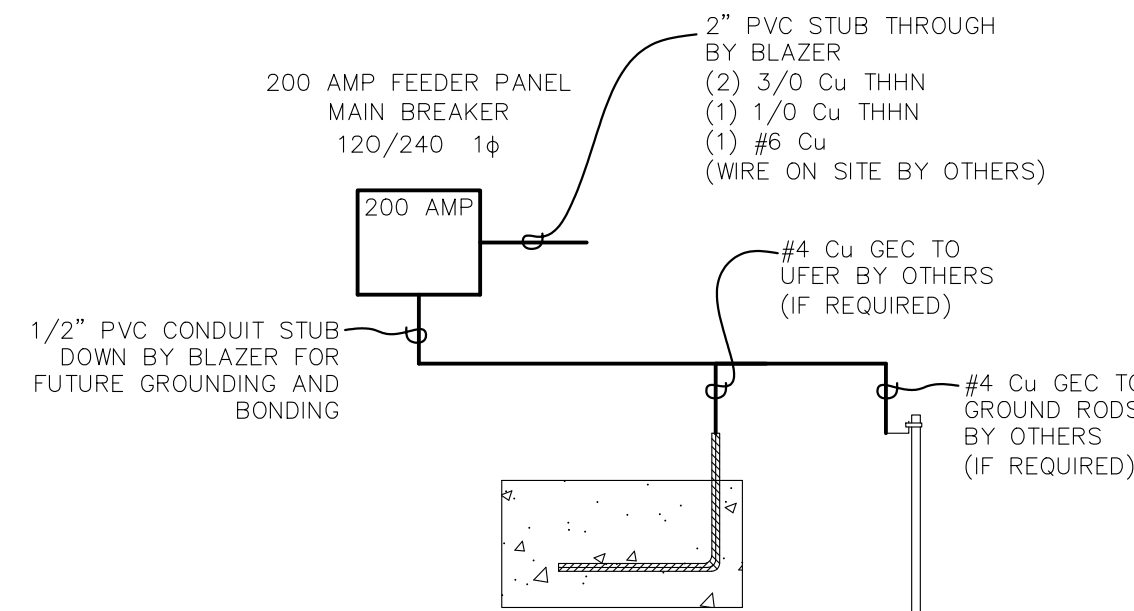 2” PVC STUB THROUGH
BY BLAZER
(2) 3/0 Cu THHN
(1) 1/0 Cu THHN
(1) #6 Cu
(WIRE ON SITE BY OTHERS)
200 AMP FEEDER PANEL
MAIN BREAKER
120/240 1ϕ
200 AMP
#4 Cu GEC TO
UFER BY OTHERS
(IF REQUIRED)
1/2” PVC CONDUIT STUB
DOWN BY BLAZER FOR
FUTURE GROUNDING AND
BONDING
#4 Cu GEC TO
GROUND RODS
BY OTHERS
(IF REQUIRED)